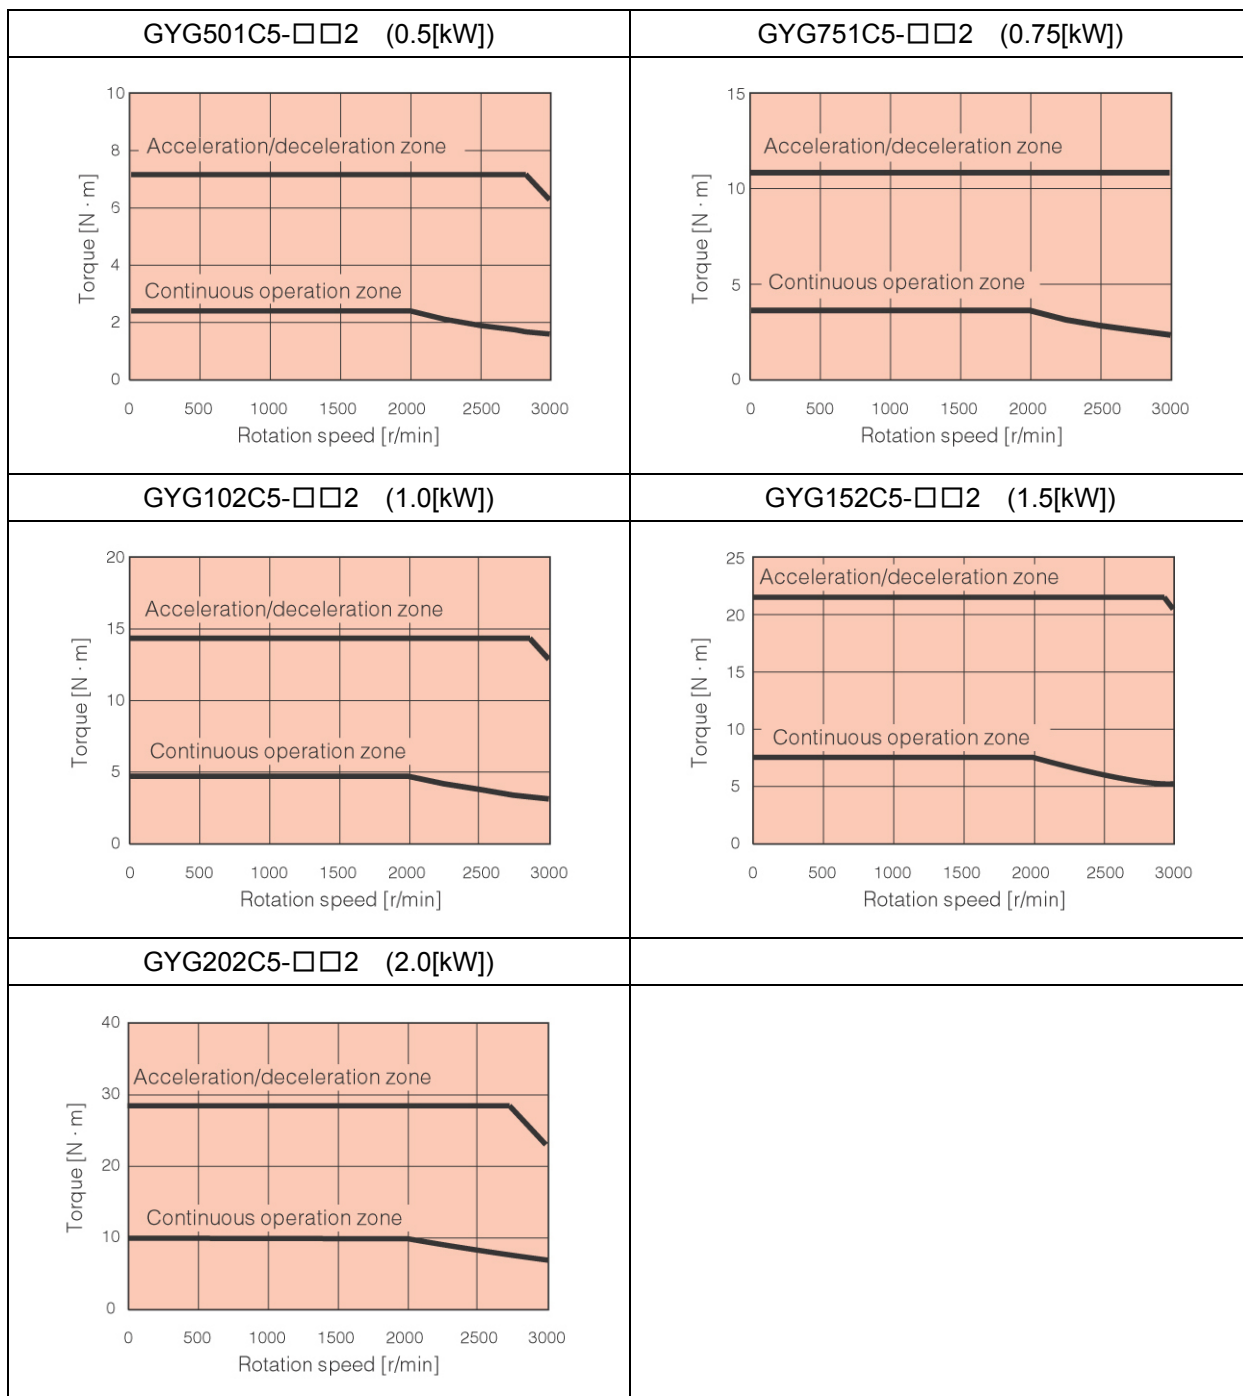 GYG501C5-□□2 (0.5[kW])
GYG751C5-□□2 (0.75[kW])
10
8
6
4
2
0
Torque [N · m]
Acceleration/deceleration zone
Continuous operation zone
0 500 1000 1500 2000 2500 3000
Rotation speed [r/min]
15
10
5
0
Torque [N · m]
Acceleration/deceleration zone
Continuous operation zone
0 500 1000 1500 2000 2500 3000
Rotation speed [r/min]
GYG102C5-□□2 (1.0[kW])
GYG152C5-□□2 (1.5[kW])
20
15
10
5
0
Torque [N · m]
Acceleration/deceleration zone
Continuous operation zone
0 500 1000 1500 2000 2500 3000
Rotation speed [r/min]
25
20
15
10
5
0
Torque [N · m]
Acceleration/deceleration zone
Continuous operation zone
0 500 1000 1500 2000 2500 3000
Rotation speed [r/min]
GYG202C5-□□2 (2.0[kW])
40
30
20
10
0
Torque [N · m]
Acceleration/deceleration zone
Continuous operation zone
0 500 1000 1500 2000 2500 3000
Rotation speed [r/min]